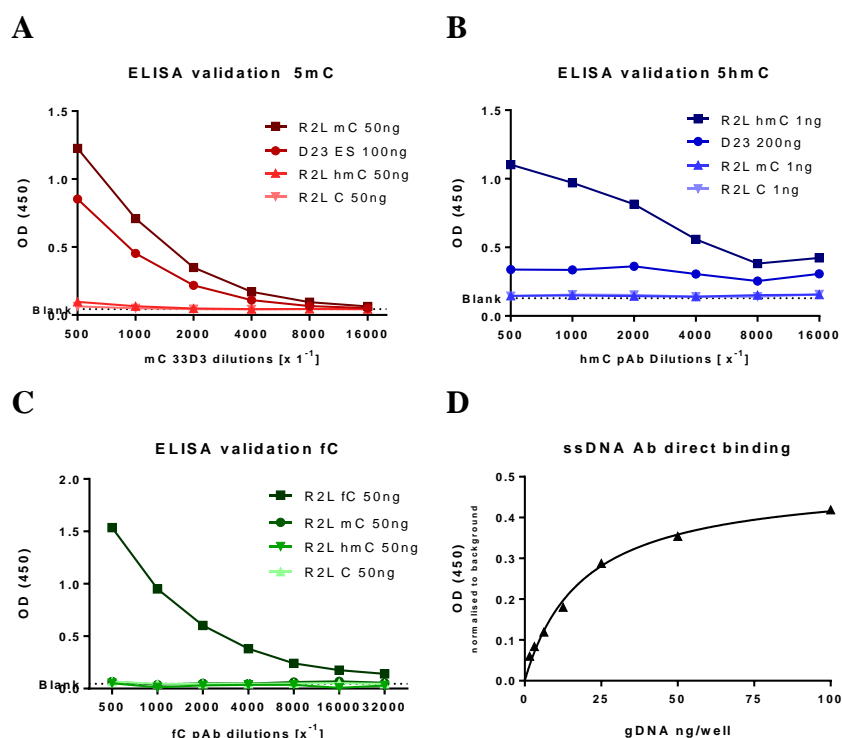 A
ELISA validation 5mC
OD (450)
1.5
1.0
0.5
Blank
0.0
500 1000 2000 4000 8000 16000
mC 33D3 dilutions [x 1⁻¹]
R2L mC 50ng
D23 ES 100ng
R2L hmC 50ng
R2L C 50ng
B
ELISA validation 5hmC
OD (450)
1.5
1.0
0.5
Blank
0.0
500 1000 2000 4000 8000 16000
hmC pAb Dilutions [ x⁻¹]
R2L hmC 1ng
D23 200ng
R2L mC 1ng
R2L C 1ng
C
ELISA validation fC
OD (450)
2.0
1.5
1.0
0.5
Blank
0.0
500 1000 2000 4000 8000 16000 32000
fC pAb dilutions [x⁻¹]
R2L fC 50ng
R2L mC 50ng
R2L hmC 50ng
R2L C 50ng
D
ssDNA Ab direct binding
OD (450)
normalised to background
0.5
0.4
0.3
0.2
0.1
0.0
0 25 50 75 100
gDNA ng/well